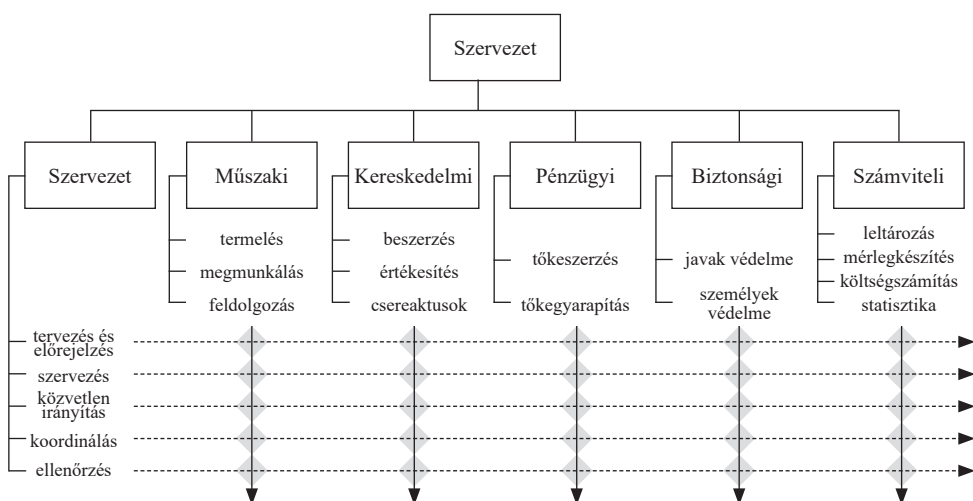 Szervezet
Szervezet
Műszaki
Kereskedelmi
Pénzügyi
Biztonsági
Számviteli
termelés
megmunkálás
feldolgozás
beszerzés
értékesítés
csereaktusok
tőkeszerzés
tőkegyarapítás
javak védelme
személyek
védelme
leltározás
mérlegkészítés
költségszámítás
statisztika
tervezés és
előrejelzés
szervezés
közvetlen
irányítás
koordinálás
ellenőrzés